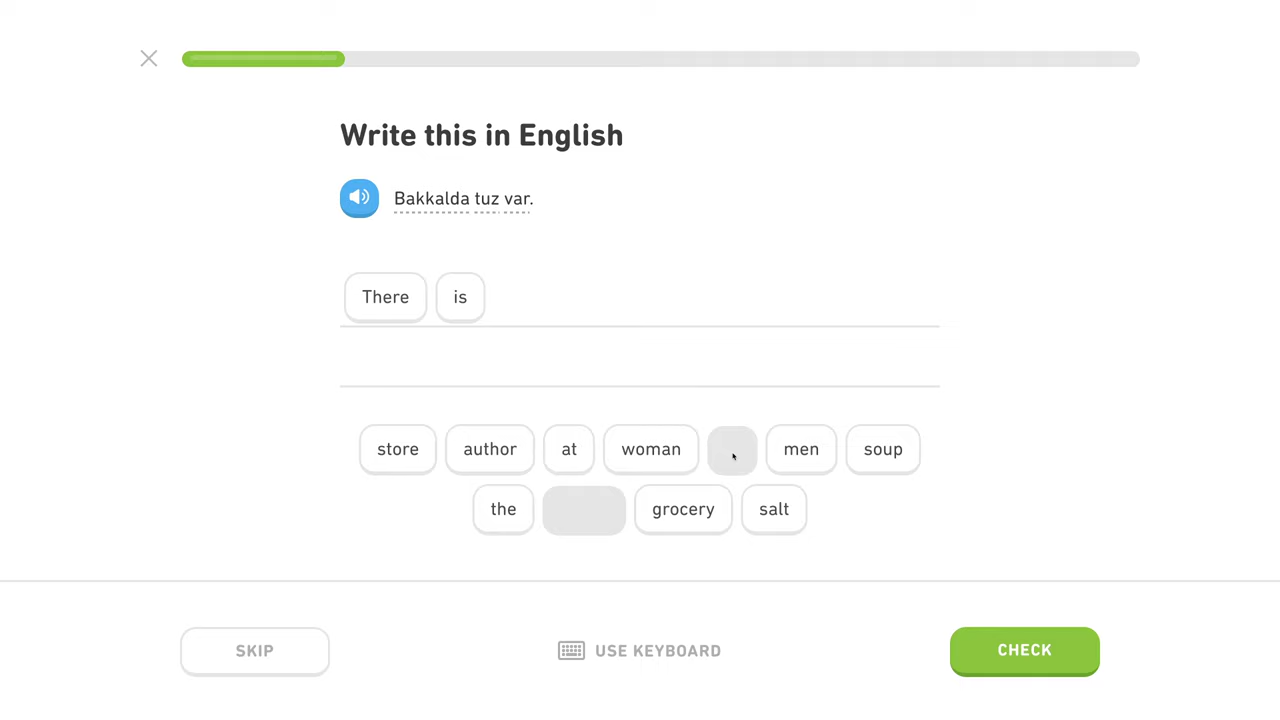 Write this in English
Bakkalda tuz var.
There is
store author at woman men soup
the grocery salt
SKIP USE KEYBOARD CHECK